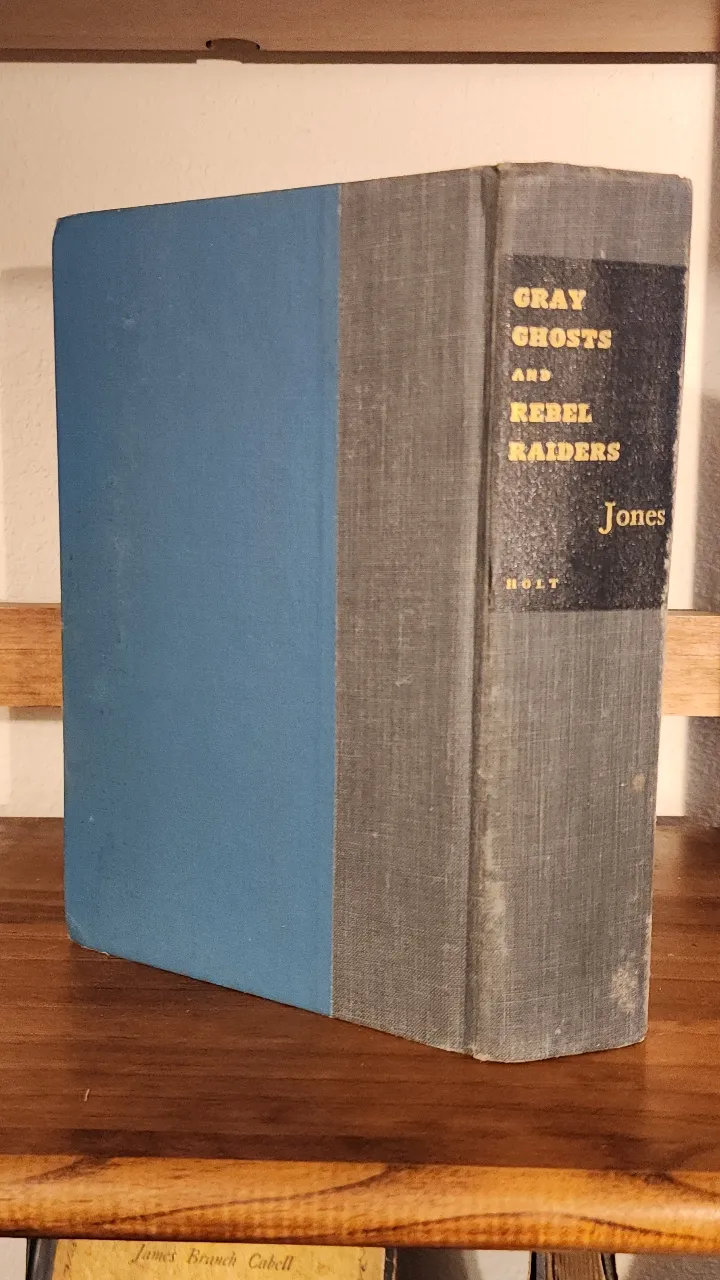 GRAY
GHOSTS
AND
REBEL
RAIDERS
Jones
HOLT
James Branch Cabell